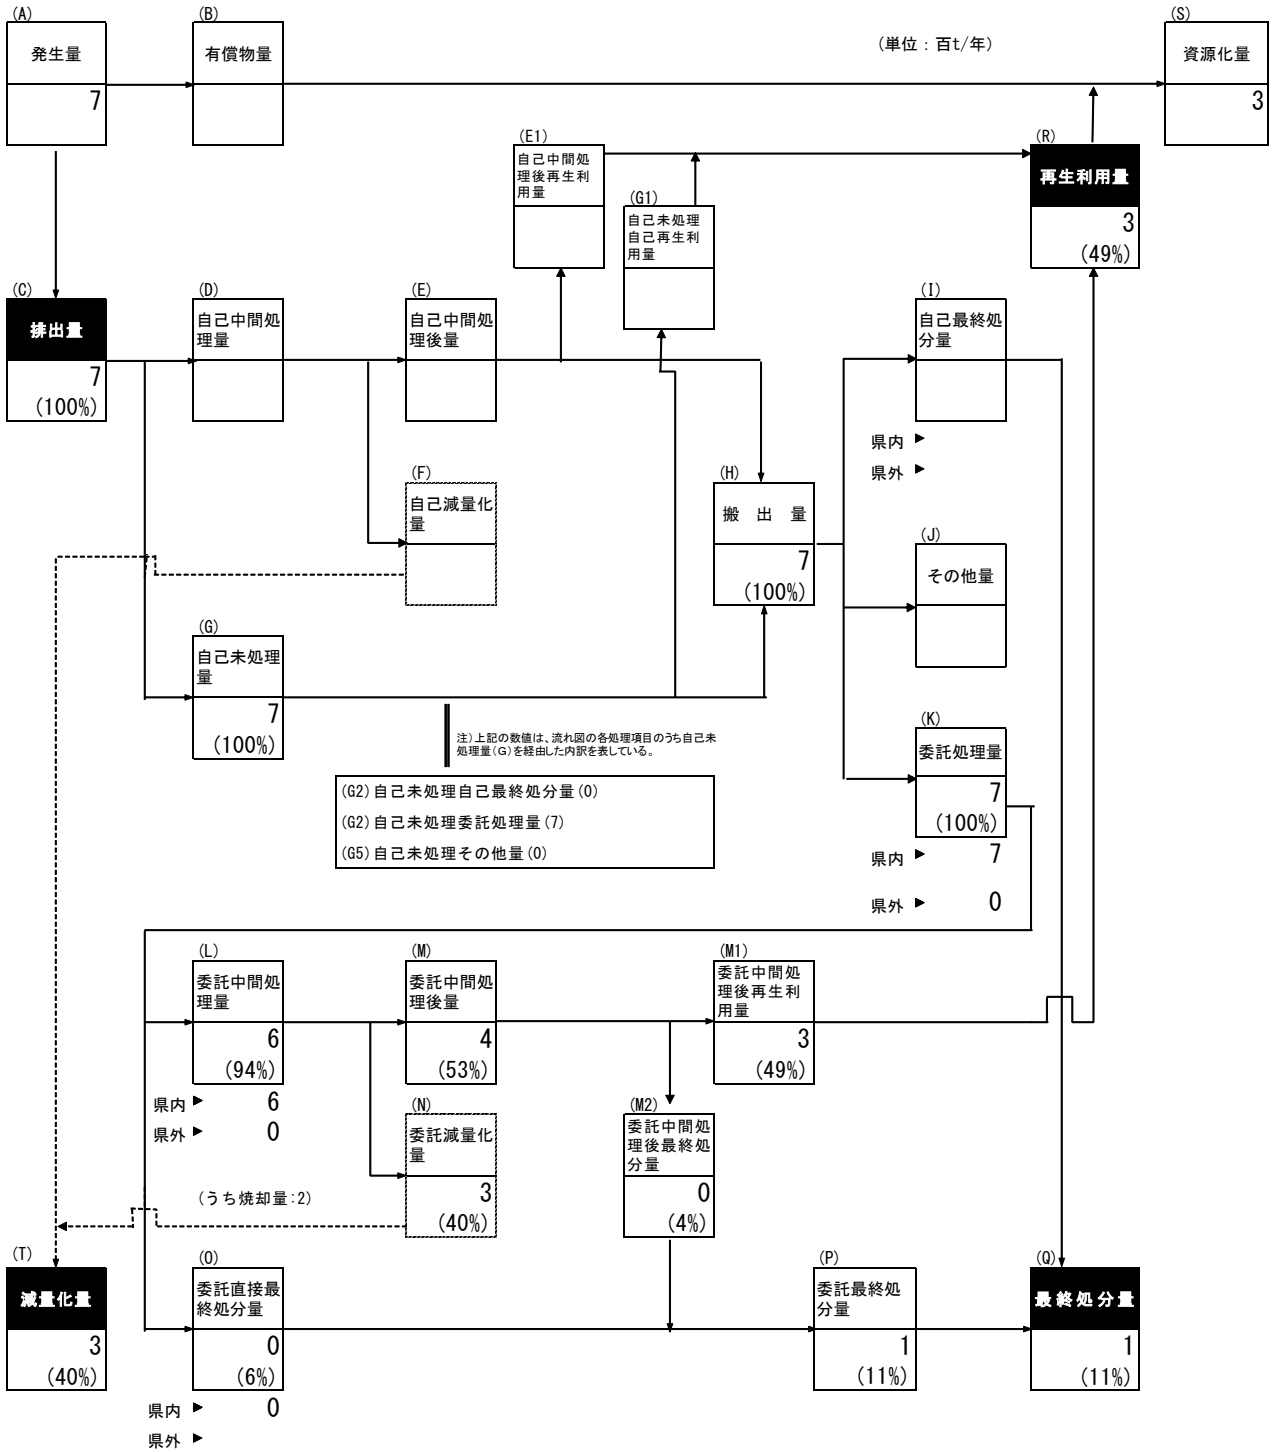 (A)
発生量
7
(B)
有償物量
(単位：百t/年)
(S)
資源化量
3
(E1)
自己中間処
理後再生利
用量
(G1)
自己未処理
自己再生利
用量
(R)
再生利用量
3
(49%)
(C)
排出量
7
(100%)
(D)
自己中間処
理量
(E)
自己中間処
理後量
(I)
自己最終処
分量
県内 ▶
県外 ▶
(F)
自己減量化
量
(H)
搬　出　量
7
(100%)
(J)
その他量
(G)
自己未処理
量
7
(100%)
注)上記の数値は、流れ図の各処理項目のうち自己未
処理量(G)を経由した内訳を表している。
(G2)自己未処理自己最終処分量(0)
(G2)自己未処理委託処理量(7)
(G5)自己未処理その他量(0)
(K)
委託処理量
7
(100%)
県内 ▶ 7
県外 ▶ 0
(L)
委託中間処
理量
6
(94%)
県内 ▶ 6
県外 ▶ 0
(M)
委託中間処
理後量
4
(53%)
(M1)
委託中間処
理後再生利
用量
3
(49%)
(N)
委託減量化
量
3
(40%)
(M2)
委託中間処
理後最終処
分量
0
(4%)
(うち焼却量:2)
(T)
減量化量
3
(40%)
(O)
委託直接最
終処分量
0
(6%)
県内 ▶ 0
県外 ▶
(P)
委託最終処
分量
1
(11%)
(Q)
最終処分量
1
(11%)